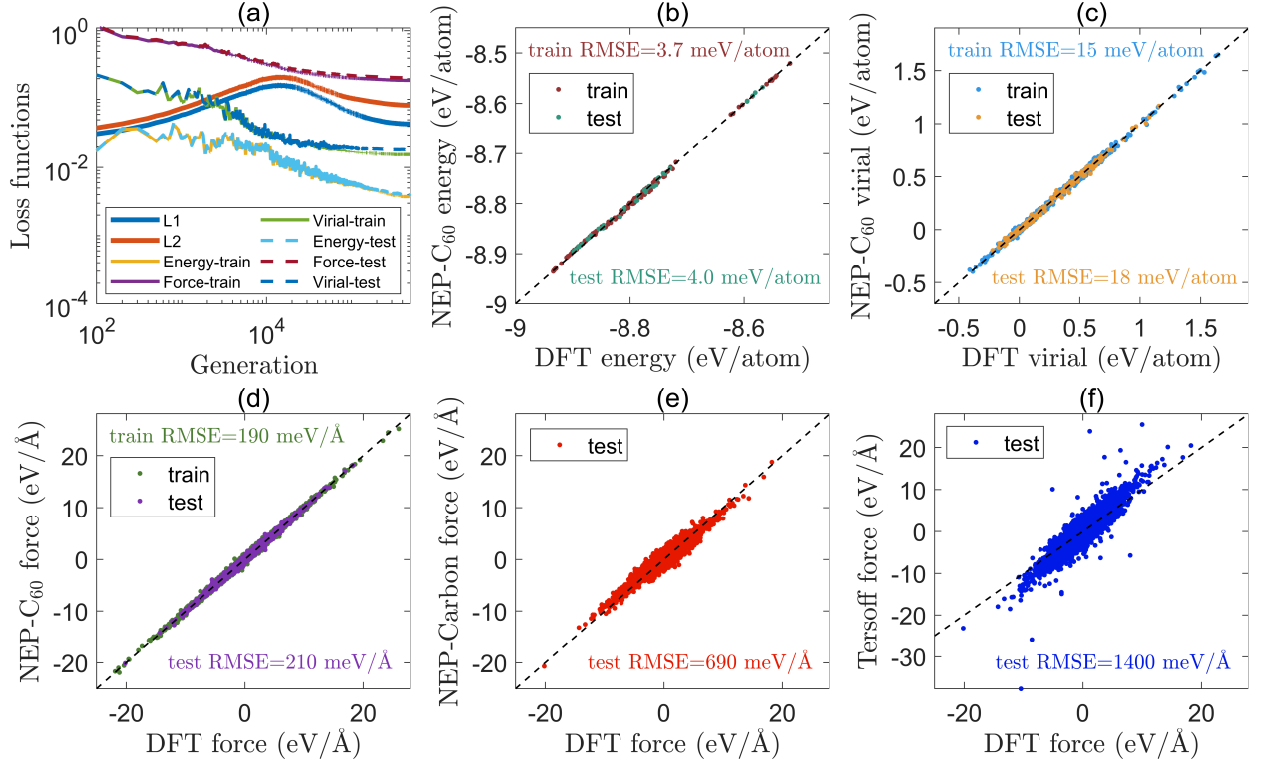 (a)
10^0
10^-2
10^-4
10^2
10^4
Loss functions
Generation
L1
L2
Energy-train
Force-train
Virial-train
Energy-test
Force-test
Virial-test
(b)
train RMSE=3.7 meV/atom
train
test
test RMSE=4.0 meV/atom
-8.5
-8.6
-8.7
-8.8
-8.9
-9
-9
-8.8
-8.6
NEP-C60 energy (eV/atom)
DFT energy (eV/atom)
(c)
train RMSE=15 meV/atom
train
test
test RMSE=18 meV/atom
1.5
1
0.5
0
-0.5
-0.5
0
0.5
1
1.5
NEP-C60 virial (eV/atom)
DFT virial (eV/atom)
(d)
train RMSE=190 meV/Å
train
test
test RMSE=210 meV/Å
20
10
0
-10
-20
-20
0
20
NEP-C60 force (eV/Å)
DFT force (eV/Å)
(e)
test
test RMSE=690 meV/Å
20
10
0
-10
-20
-20
0
20
NEP-Carbon force (eV/Å)
DFT force (eV/Å)
(f)
test
test RMSE=1400 meV/Å
20
10
0
-10
-20
-30
-20
0
20
Tersoff force (eV/Å)
DFT force (eV/Å)